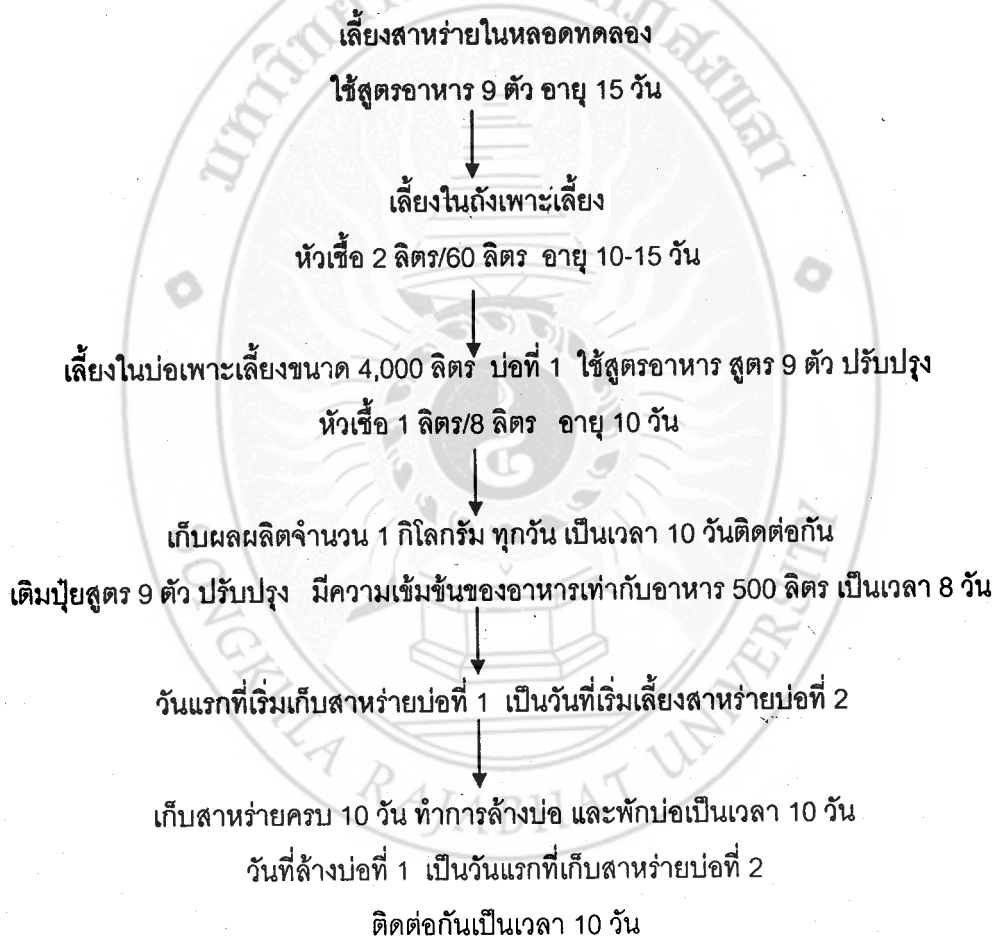 เลี้ยงสาหร่ายในหลอดทดลอง
ใช้สูตรอาหาร 9 ตัว อายุ 15 วัน
เลี้ยงในถังเพาะเลี้ยง
หัวเชื้อ 2 ลิตร/60 ลิตร อายุ 10-15 วัน
เลี้ยงในบ่อเพาะเลี้ยงขนาด 4,000 ลิตร บ่อที่ 1 ใช้สูตรอาหาร สูตร 9 ตัว ปรับปรุง
หัวเชื้อ 1 ลิตร/8 ลิตร อายุ 10 วัน
เก็บผลผลิตจำนวน 1 กิโลกรัม ทุกวัน เป็นเวลา 10 วันติดต่อกัน
เติมปุ๋ยสูตร 9 ตัว ปรับปรุง มีความเข้มข้นของอาหารเท่ากับอาหาร 500 ลิตร เป็นเวลา 8 วัน
วันแรกที่เริ่มเก็บสาหร่ายบ่อที่ 1 เป็นวันที่เริ่มเลี้ยงสาหร่ายบ่อที่ 2
เก็บสาหร่ายครบ 10 วัน ทำการล้างบ่อ และพักบ่อเป็นเวลา 10 วัน
วันที่ล้างบ่อที่ 1 เป็นวันแรกที่เก็บสาหร่ายบ่อที่ 2
ติดต่อกันเป็นเวลา 10 วัน
SONGKHLA RAJABHAT UNIVERSITY